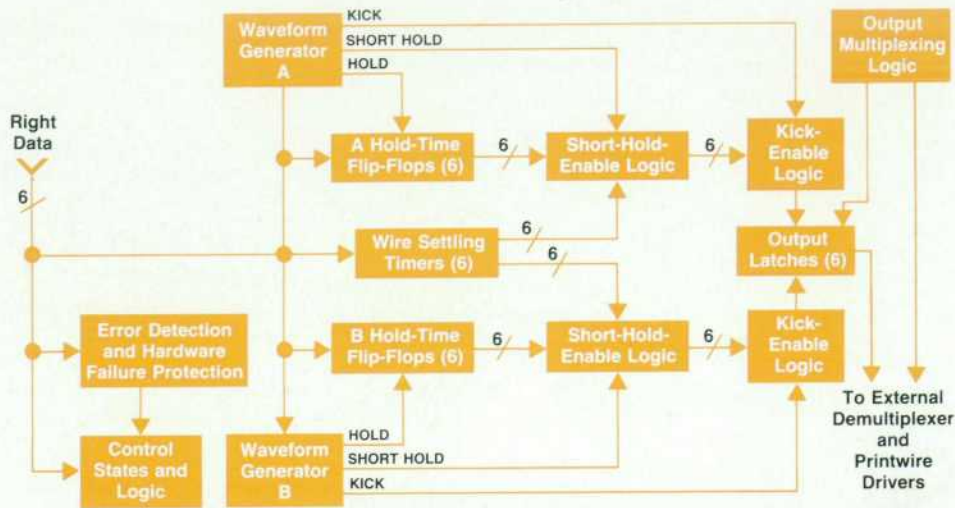 KICK
Waveform
Generator
A
SHORT HOLD
HOLD
Output
Multiplexing
Logic
Right
Data
6
A Hold-Time
Flip-Flops (6)
6
Short-Hold-
Enable Logic
6
Kick-
Enable
Logic
Wire Settling
Timers (6)
6
6
Output
Latches (6)
Error Detection
and Hardware
Failure Protection
B Hold-Time
Flip-Flops (6)
6
Short-Hold-
Enable Logic
6
Kick-
Enable
Logic
Control
States and
Logic
Waveform
Generator
B
HOLD
SHORT HOLD
KICK
To External
Demultiplexer
and
Printwire
Drivers